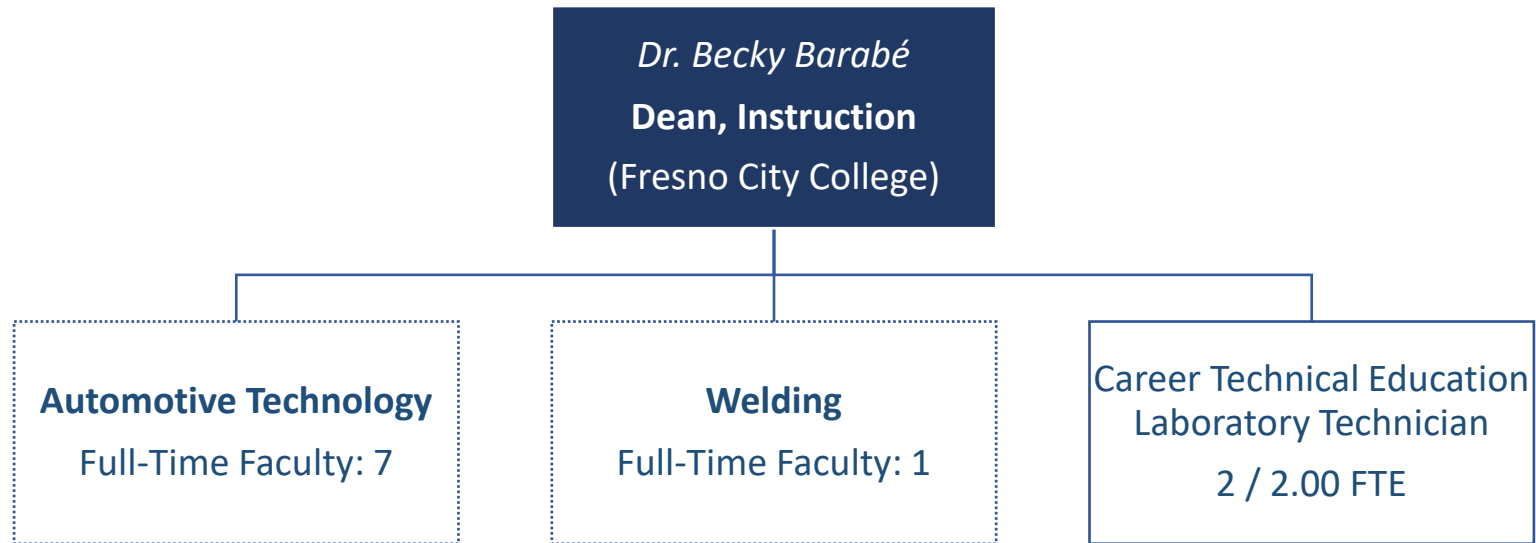 Dr. Becky Barabé
Dean, Instruction
(Fresno City College)
Automotive Technology
Full-Time Faculty: 7
Welding
Full-Time Faculty: 1
Career Technical Education
Laboratory Technician
2 / 2.00 FTE